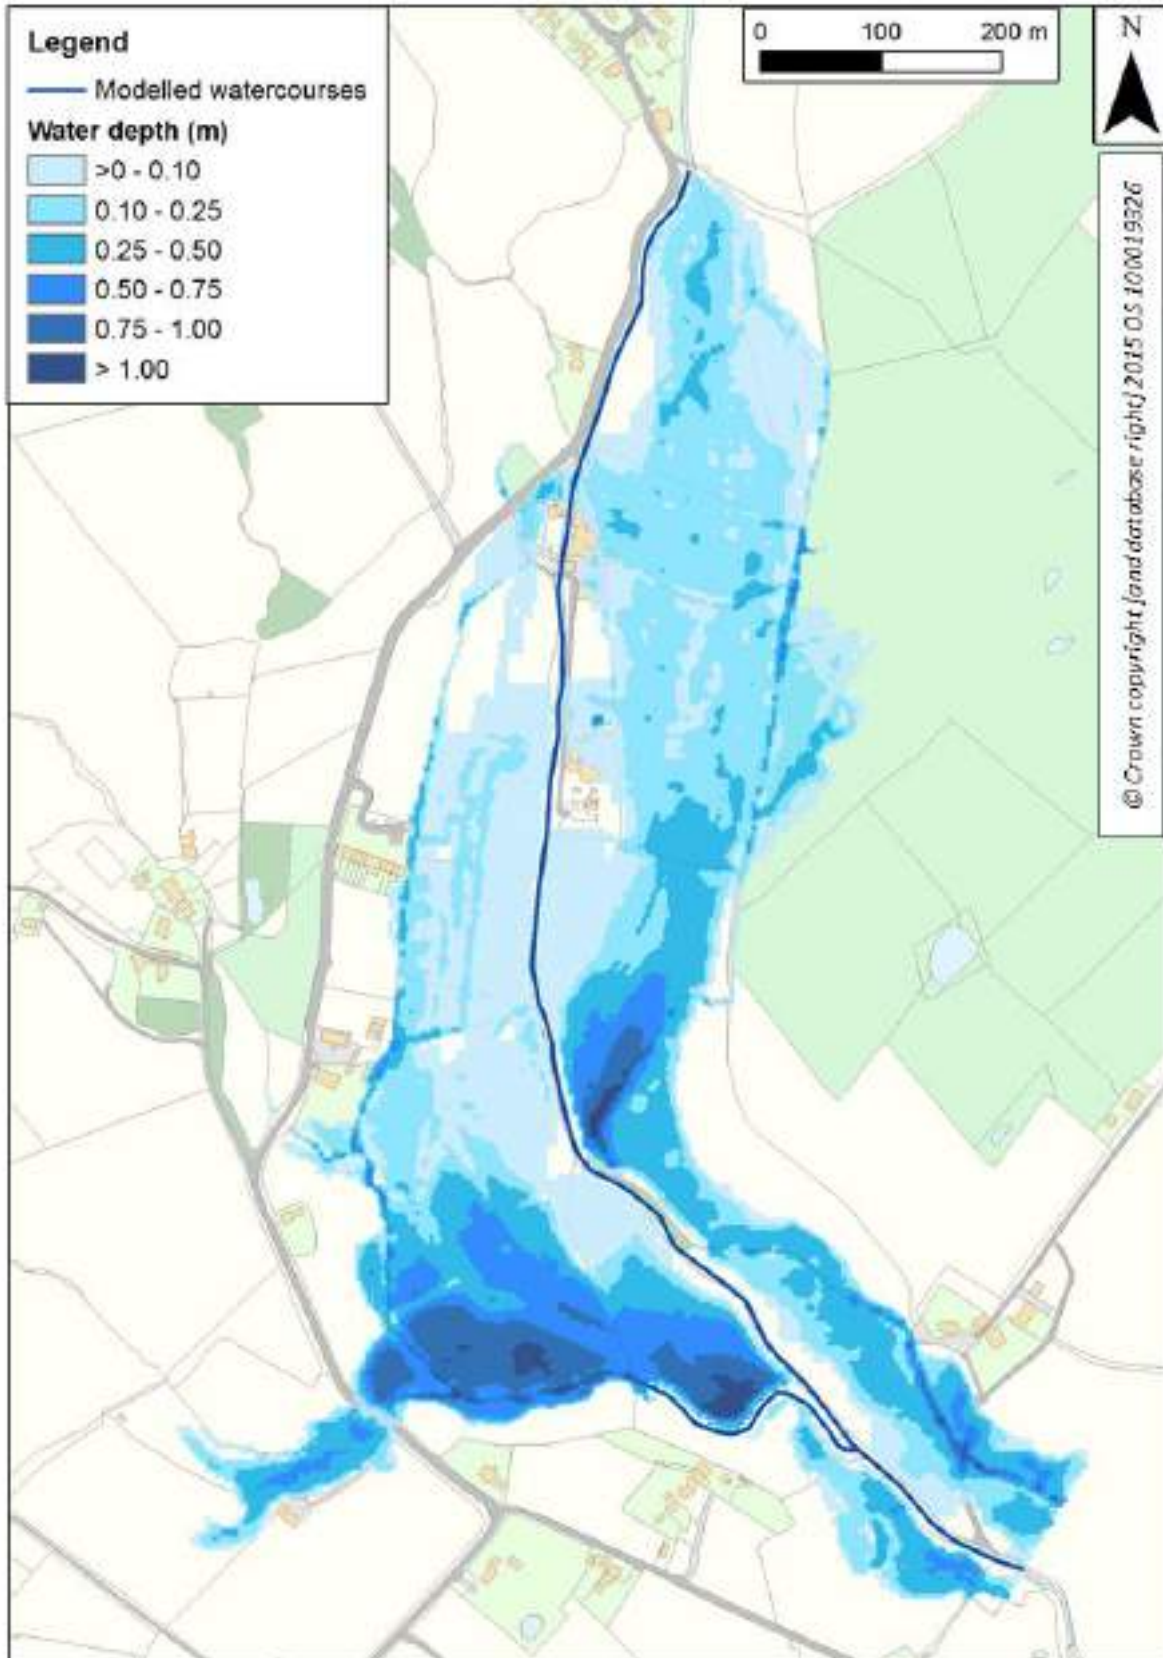 Legend
Modelled watercourses
Water depth (m)
>0 - 0.10
0.10 - 0.25
0.25 - 0.50
0.50 - 0.75
0.75 - 1.00
> 1.00
0 100 200 m
N
© Crown copyright [and database right] 2015 OS 100019326